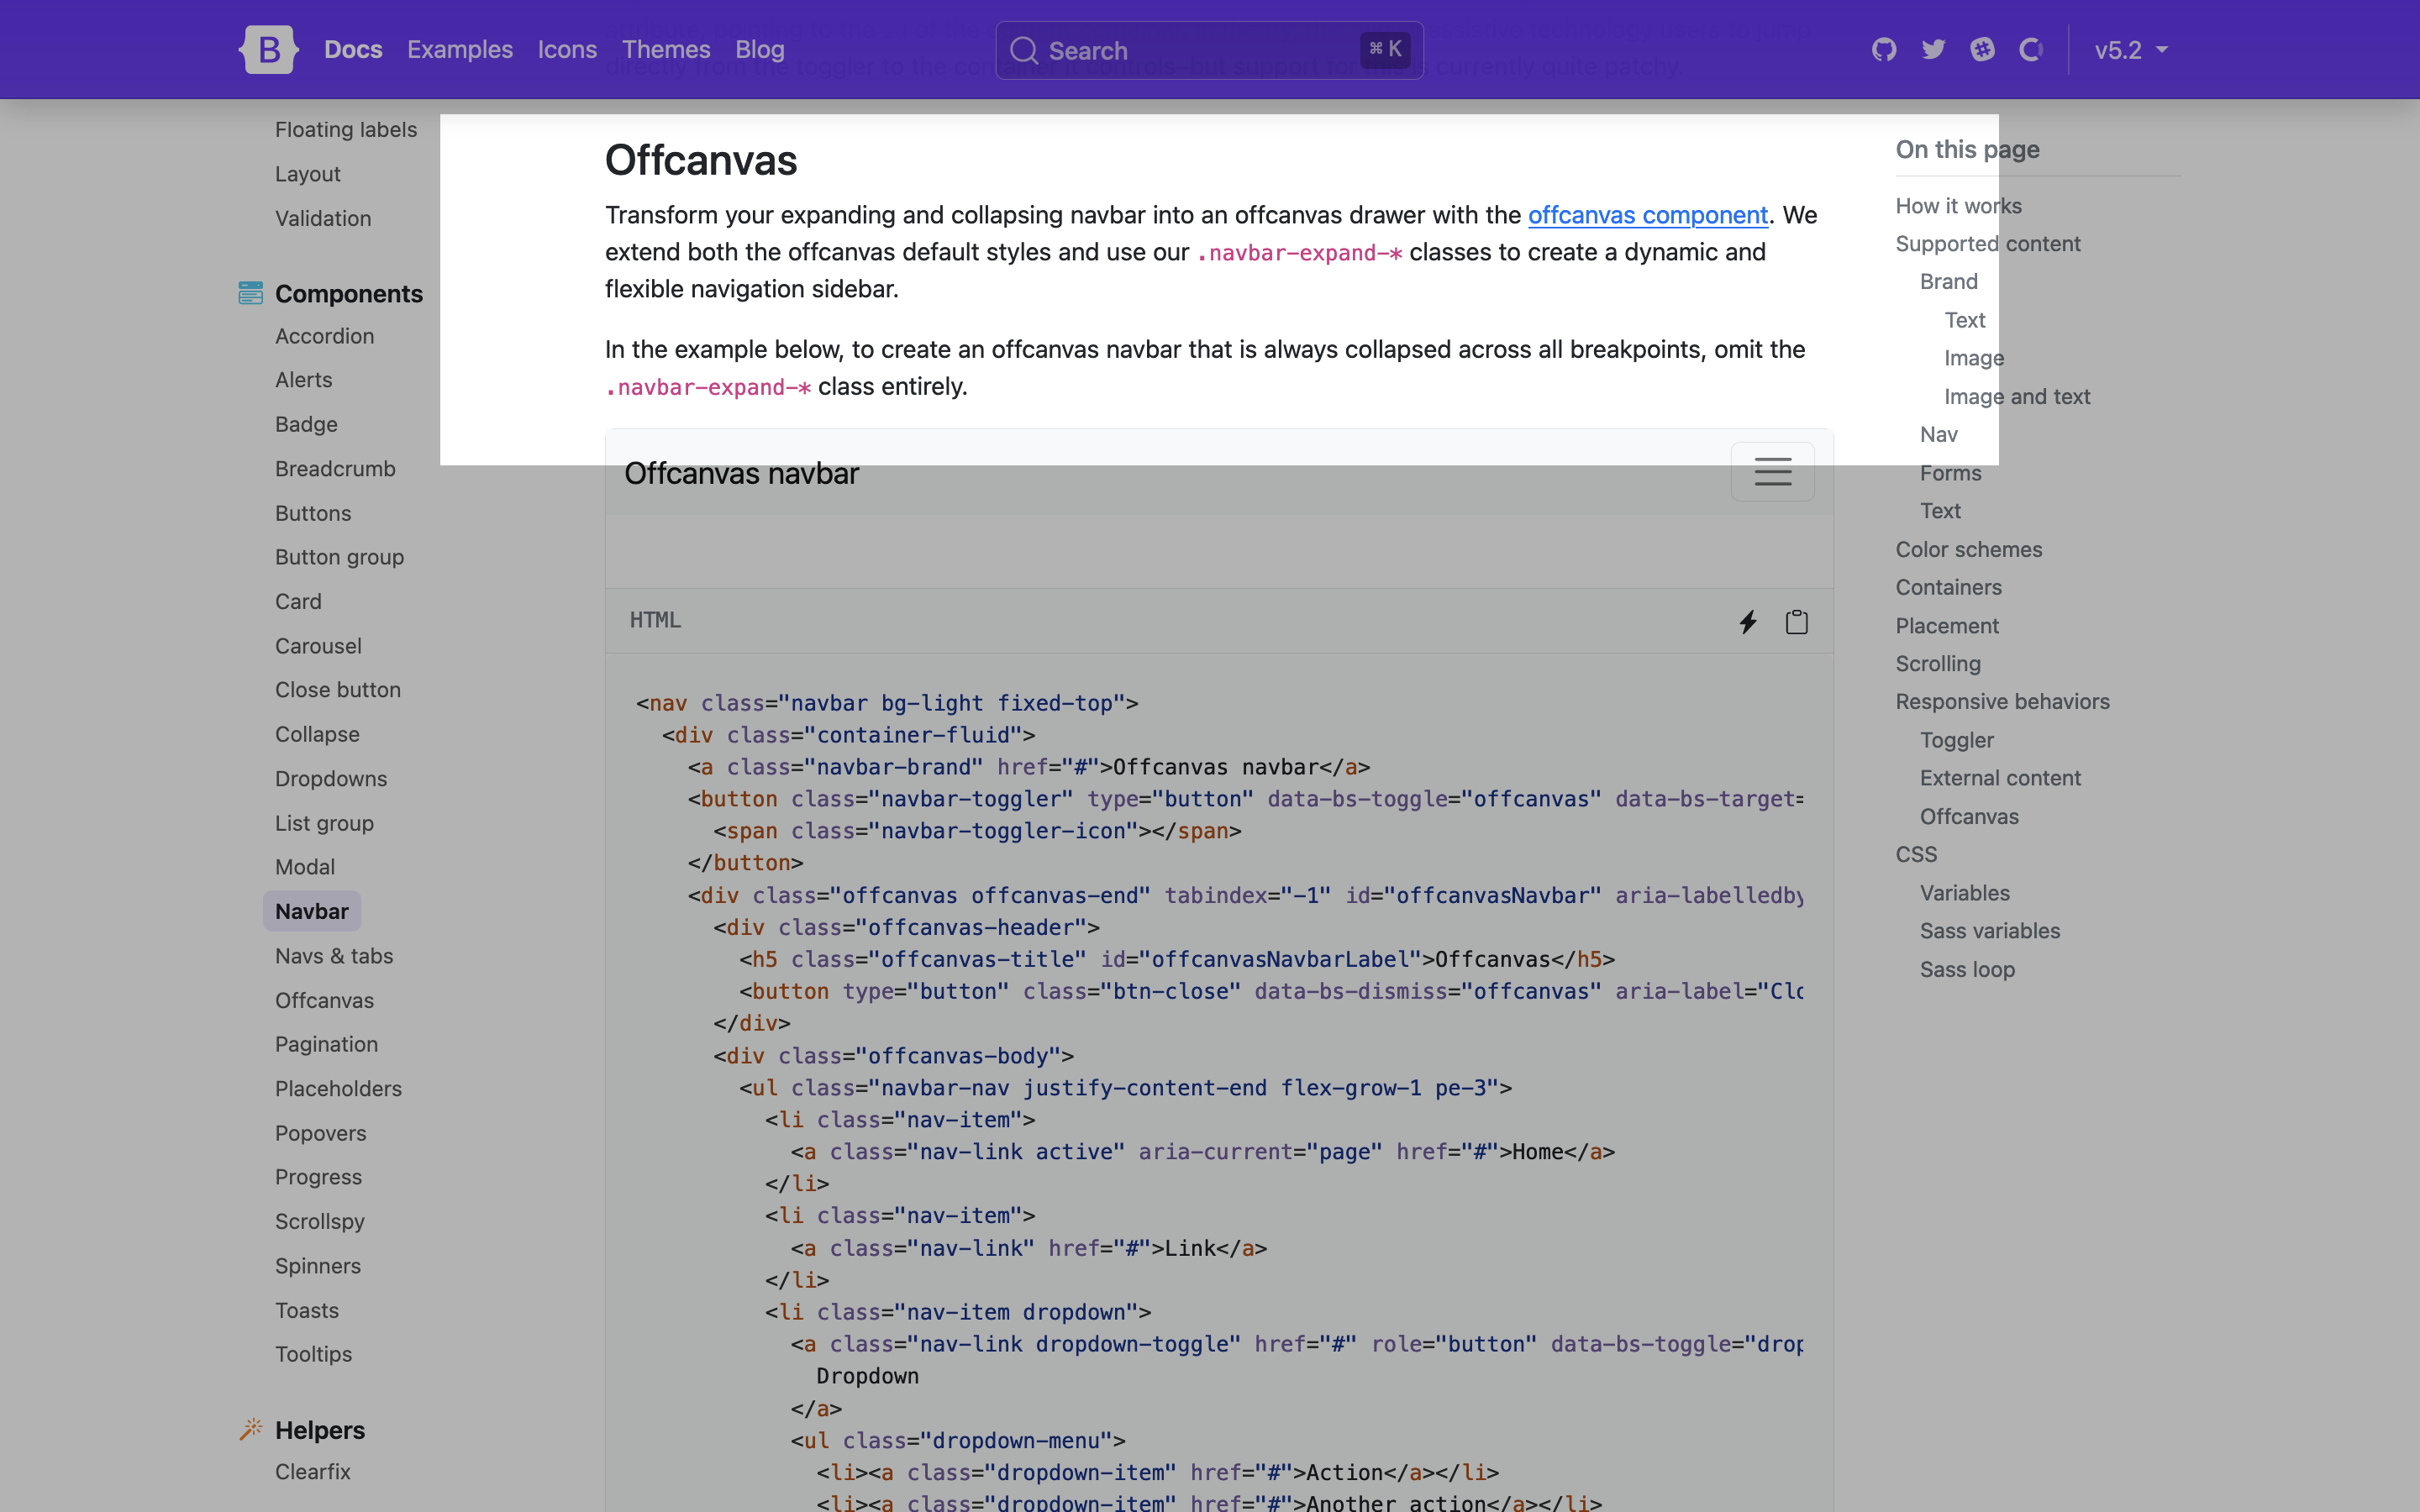 B Docs Examples Icons Themes Blog
Search ⌘ K
v5.2
directly from the toggler to the container it controls–but support for this is currently quite patchy.
Floating labels
Layout
Validation
Components
Accordion
Alerts
Badge
Breadcrumb
Buttons
Button group
Card
Carousel
Close button
Collapse
Dropdowns
List group
Modal
Navbar
Navs & tabs
Offcanvas
Pagination
Placeholders
Popovers
Progress
Scrollspy
Spinners
Toasts
Tooltips
Helpers
Clearfix
Offcanvas
Transform your expanding and collapsing navbar into an offcanvas drawer with the offcanvas component. We
extend both the offcanvas default styles and use our .navbar-expand-* classes to create a dynamic and
flexible navigation sidebar.
In the example below, to create an offcanvas navbar that is always collapsed across all breakpoints, omit the
.navbar-expand-* class entirely.
Offcanvas navbar
HTML
<nav class="navbar bg-light fixed-top">
<div class="container-fluid">
<a class="navbar-brand" href="#">Offcanvas navbar</a>
<button class="navbar-toggler" type="button" data-bs-toggle="offcanvas" data-bs-target=
<span class="navbar-toggler-icon"></span>
</button>
<div class="offcanvas offcanvas-end" tabindex="-1" id="offcanvasNavbar" aria-labelledby
<div class="offcanvas-header">
<h5 class="offcanvas-title" id="offcanvasNavbarLabel">Offcanvas</h5>
<button type="button" class="btn-close" data-bs-dismiss="offcanvas" aria-label="Clo
</div>
<div class="offcanvas-body">
<ul class="navbar-nav justify-content-end flex-grow-1 pe-3">
<li class="nav-item">
<a class="nav-link active" aria-current="page" href="#">Home</a>
</li>
<li class="nav-item">
<a class="nav-link" href="#">Link</a>
</li>
<li class="nav-item dropdown">
<a class="nav-link dropdown-toggle" href="#" role="button" data-bs-toggle="drop
Dropdown
</a>
<ul class="dropdown-menu">
<li><a class="dropdown-item" href="#">Action</a></li>
<li><a class="dropdown-item" href="#">Another action</a></li>
On this page
How it works
Supported content
Brand
Text
Image
Image and text
Nav
Forms
Text
Color schemes
Containers
Placement
Scrolling
Responsive behaviors
Toggler
External content
Offcanvas
CSS
Variables
Sass variables
Sass loop